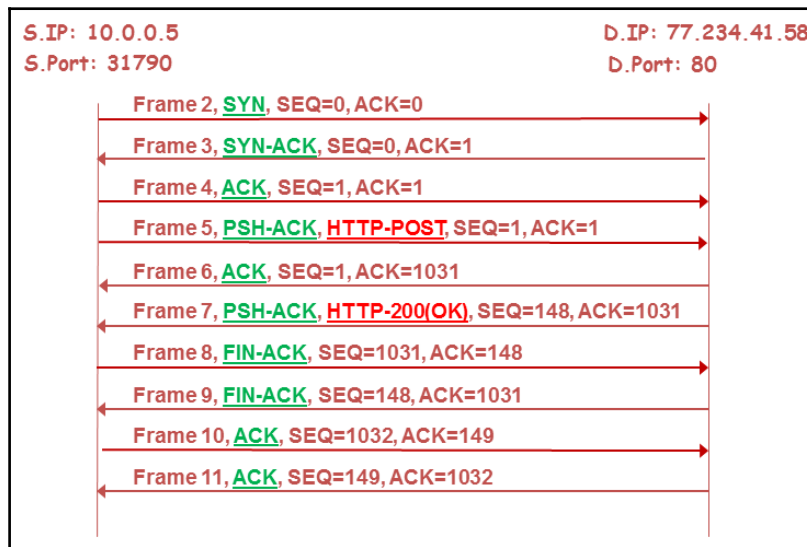 S.IP: 10.0.0.5
D.IP: 77.234.41.58
S.Port: 31790
D.Port: 80
Frame 2, SYN, SEQ=0, ACK=0
Frame 3, SYN-ACK, SEQ=0, ACK=1
Frame 4, ACK, SEQ=1, ACK=1
Frame 5, PSH-ACK, HTTP-POST, SEQ=1, ACK=1
Frame 6, ACK, SEQ=1, ACK=1031
Frame 7, PSH-ACK, HTTP-200(OK), SEQ=148, ACK=1031
Frame 8, FIN-ACK, SEQ=1031, ACK=148
Frame 9, FIN-ACK, SEQ=148, ACK=1031
Frame 10, ACK, SEQ=1032, ACK=149
Frame 11, ACK, SEQ=149, ACK=1032